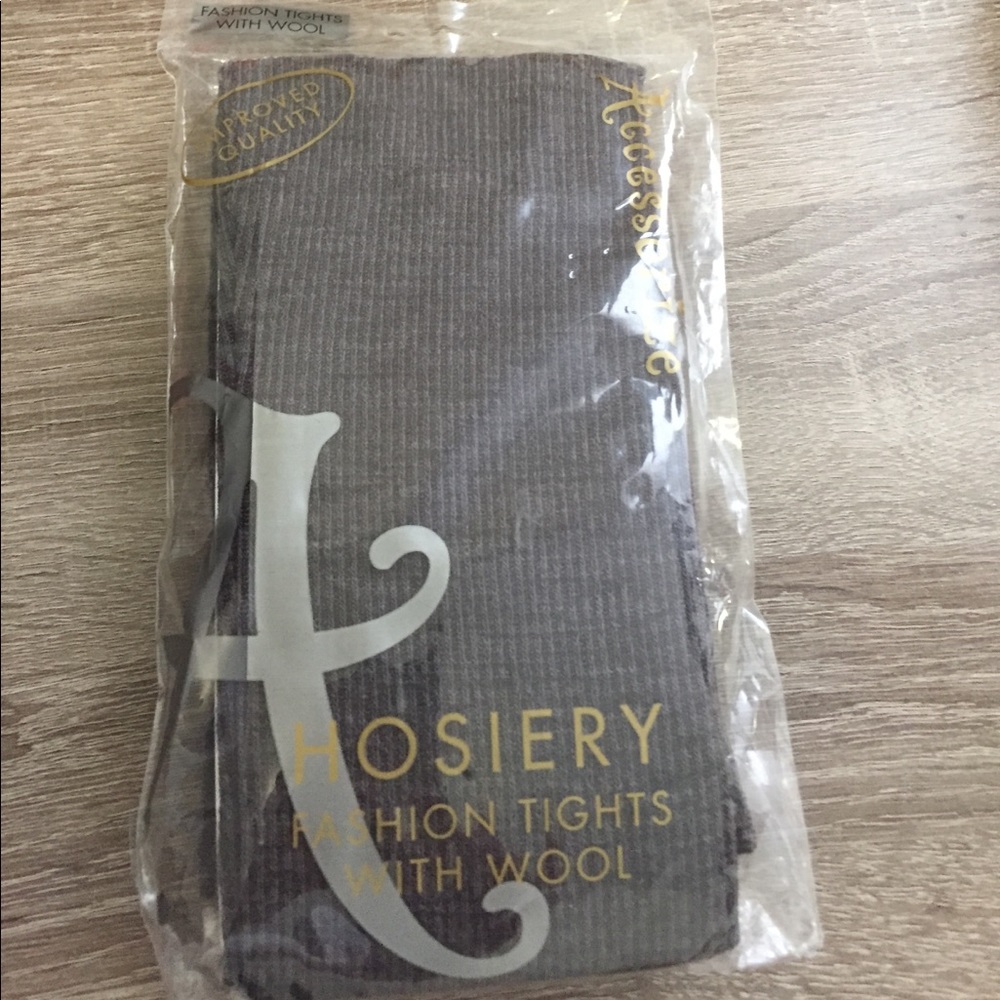 FASHION TIGHTS
WITH WOOL
IMPROVED
QUALITY
Accessorize
A
HOSIERY
FASHION TIGHTS
WITH WOOL